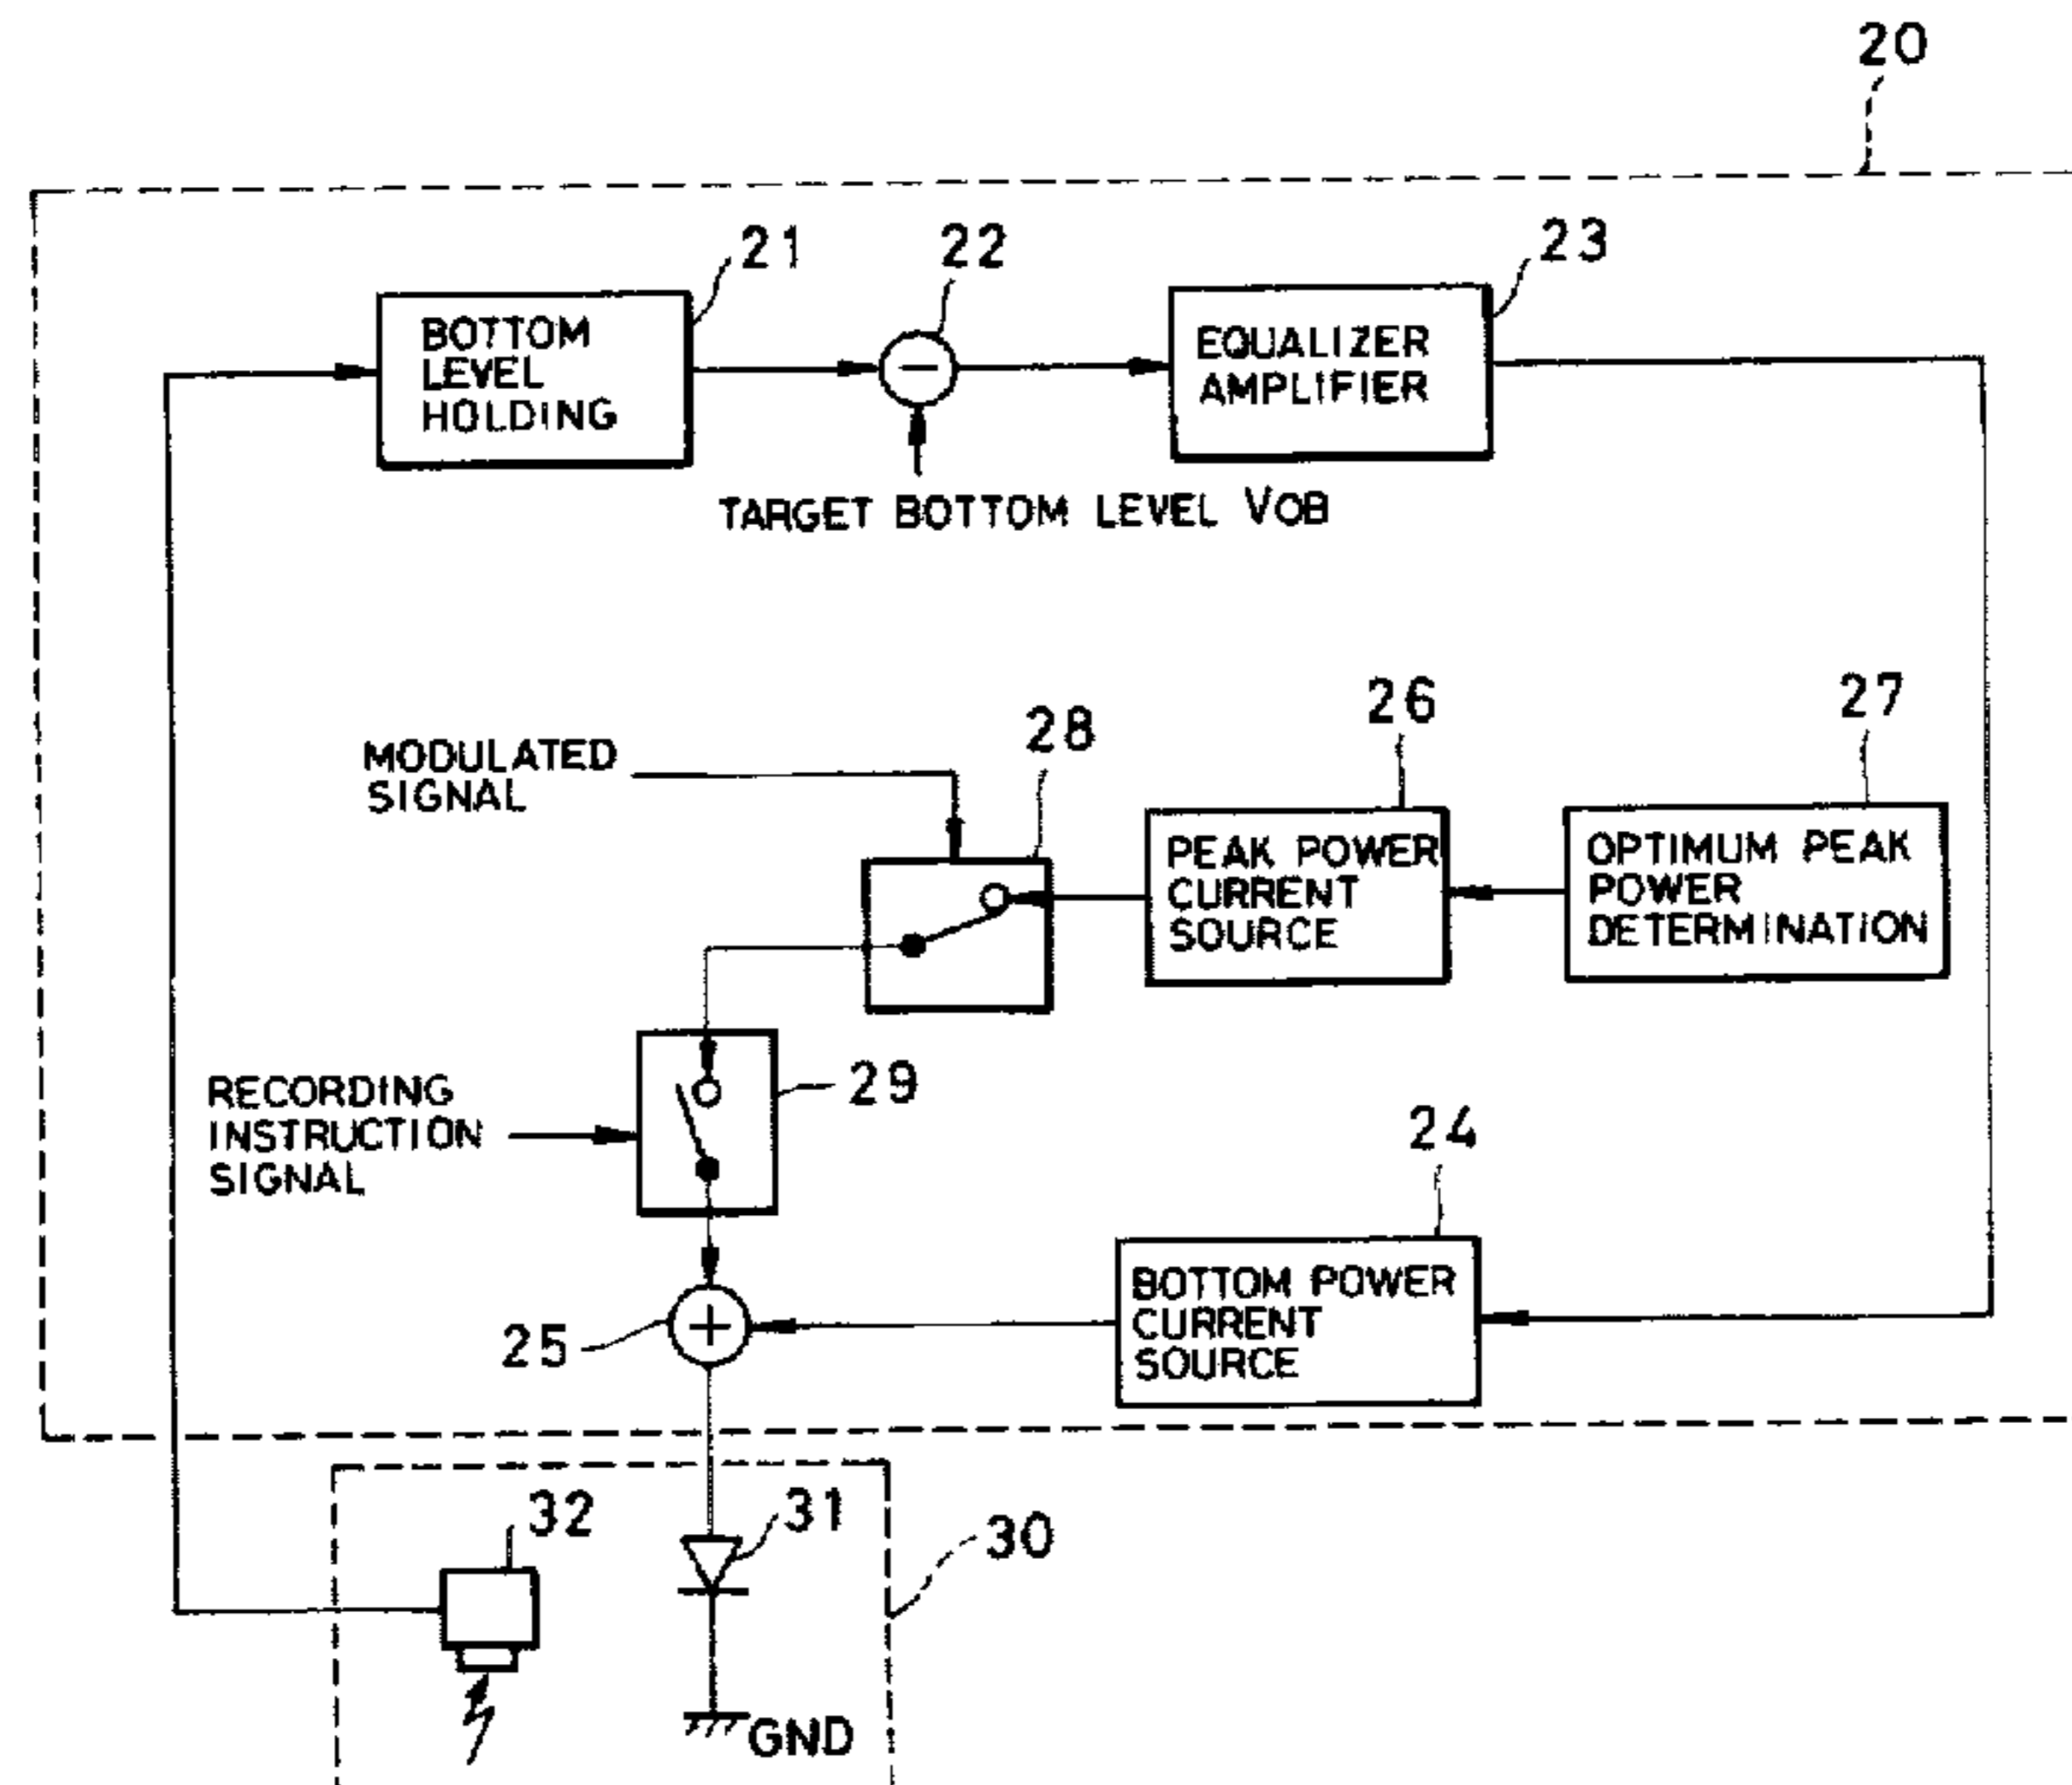 20
21
22
23
BOTTOM
LEVEL
HOLDING
−
EQUALIZER
AMPLIFIER
TARGET BOTTOM LEVEL VOB
26
27
28
MODULATED
SIGNAL
PEAK POWER
CURRENT
SOURCE
OPTIMUM PEAK
POWER
DETERMINATION
29
RECORDING
INSTRUCTION
SIGNAL
24
BOTTOM POWER
CURRENT
SOURCE
+
25
32
31
30
GND